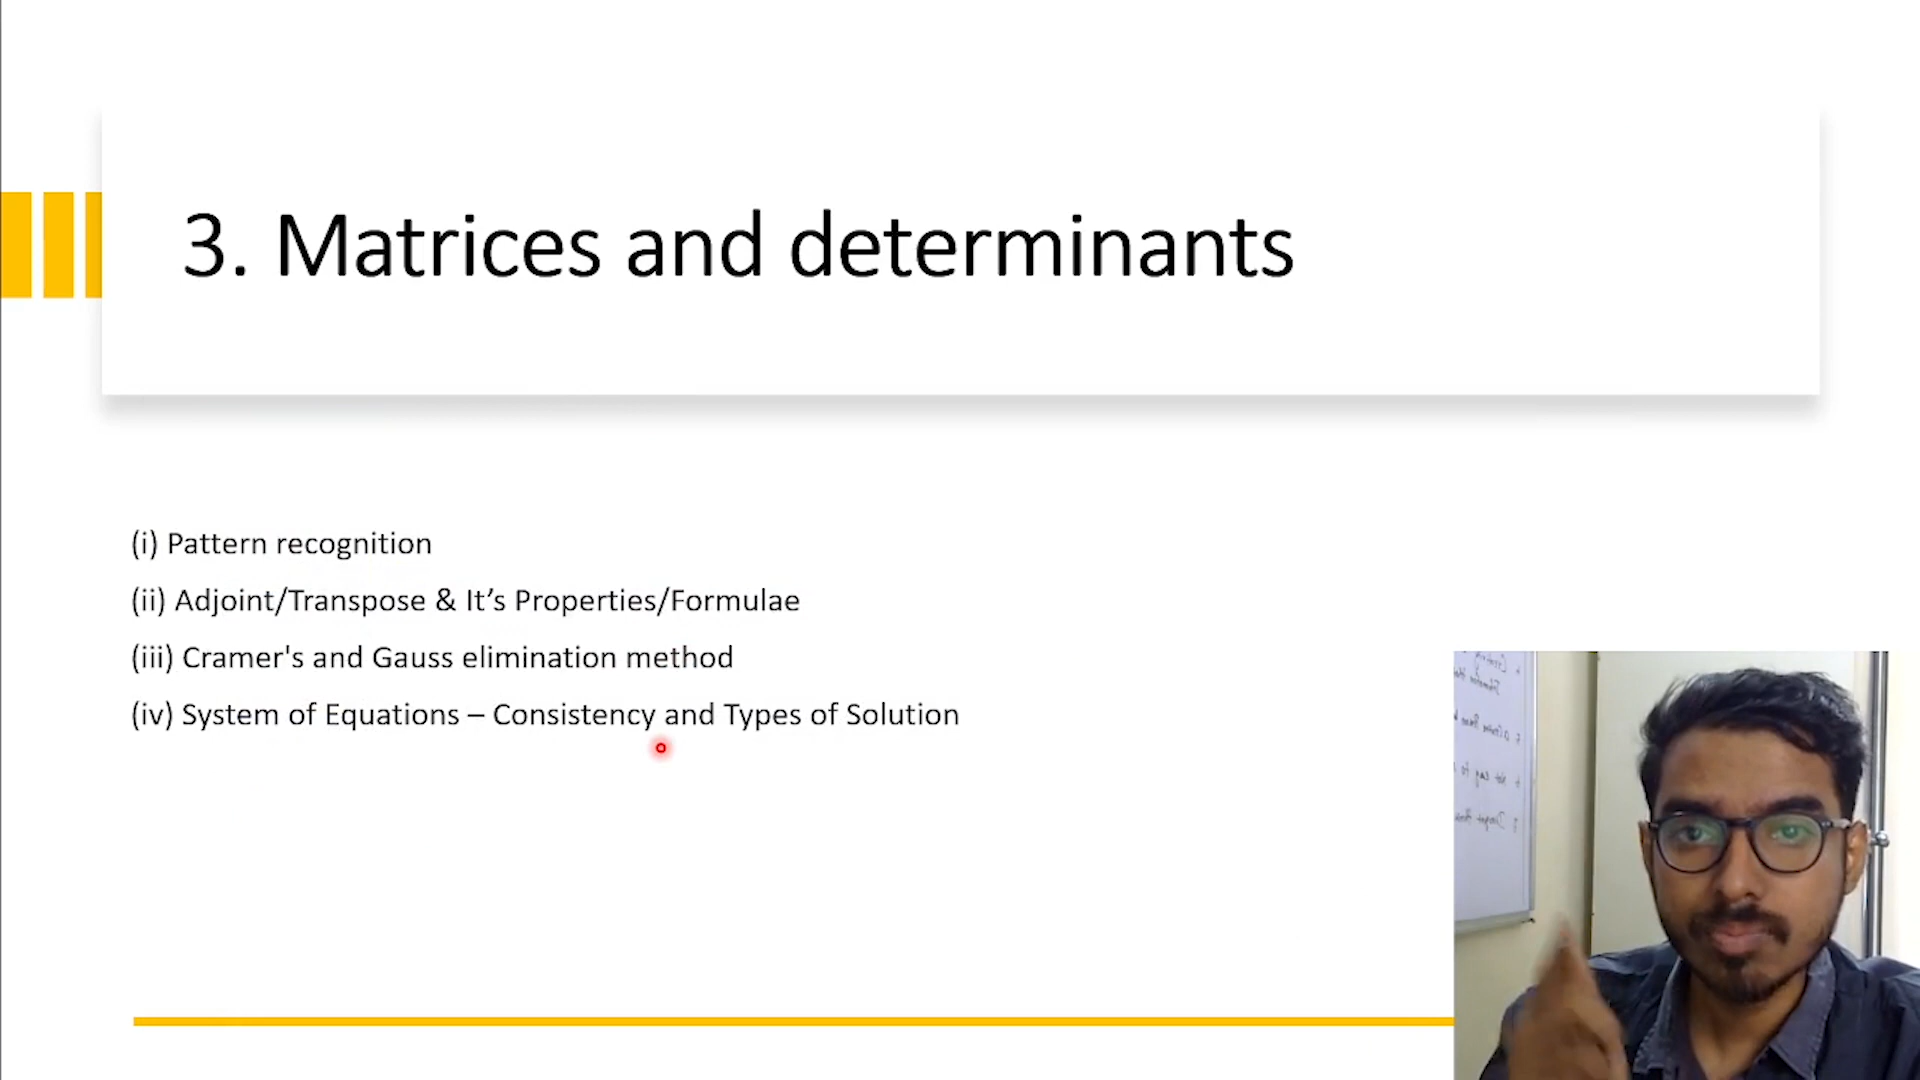 3. Matrices and determinants
(i) Pattern recognition
(ii) Adjoint/Transpose & It’s Properties/Formulae
(iii) Cramer's and Gauss elimination method
(iv) System of Equations – Consistency and Types of Solution